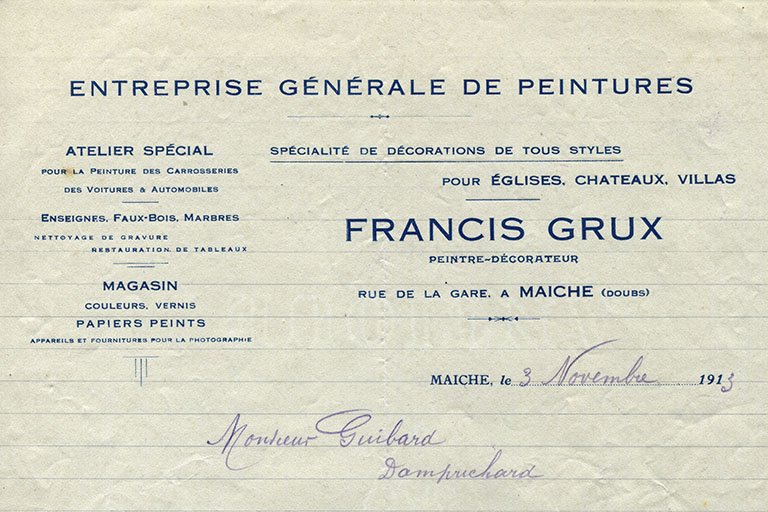 ENTREPRISE GÉNÉRALE DE PEINTURES
ATELIER SPÉCIAL
POUR LA PEINTURE DES CARROSSERIES
DES VOITURES & AUTOMOBILES
ENSEIGNES, FAUX-BOIS, MARBRES
NETTOYAGE DE GRAVURE
RESTAURATION DE TABLEAUX
MAGASIN
COULEURS, VERNIS
PAPIERS PEINTS
APPAREILS ET FOURNITURES POUR LA PHOTOGRAPHIE
SPÉCIALITÉ DE DÉCORATIONS DE TOUS STYLES
POUR ÉGLISES, CHATEAUX, VILLAS
FRANCIS GRUX
PEINTRE-DÉCORATEUR
RUE DE LA GARE, A MAICHE (DOUBS)
MAICHE, le 3 Novembre 1913
Monsieur Guibard
Damprichard